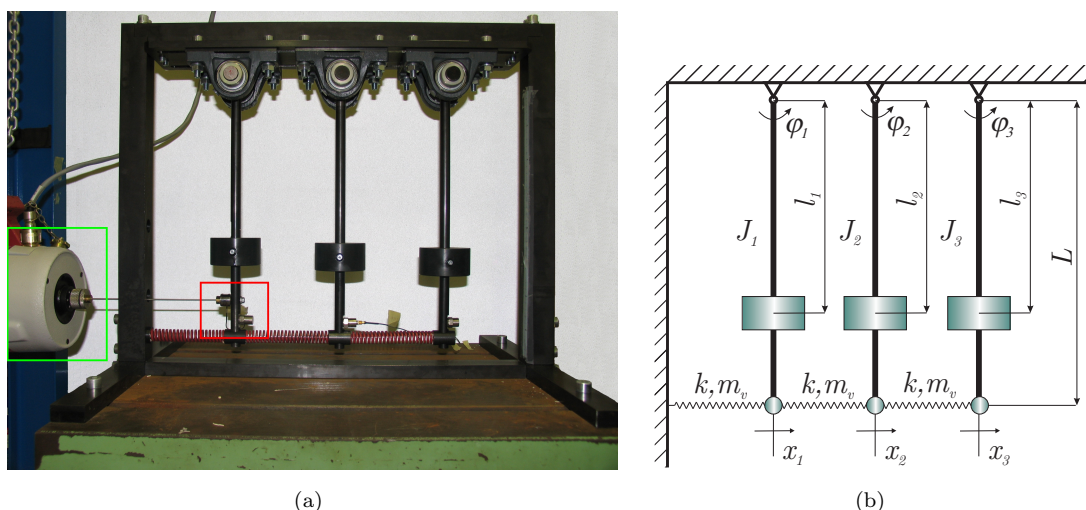 φ₁ φ₂ φ₃
l₁ l₂ l₃
J₁ J₂ J₃ L
k,mᵥ k,mᵥ k,mᵥ
x₁ x₂ x₃
(a) (b)